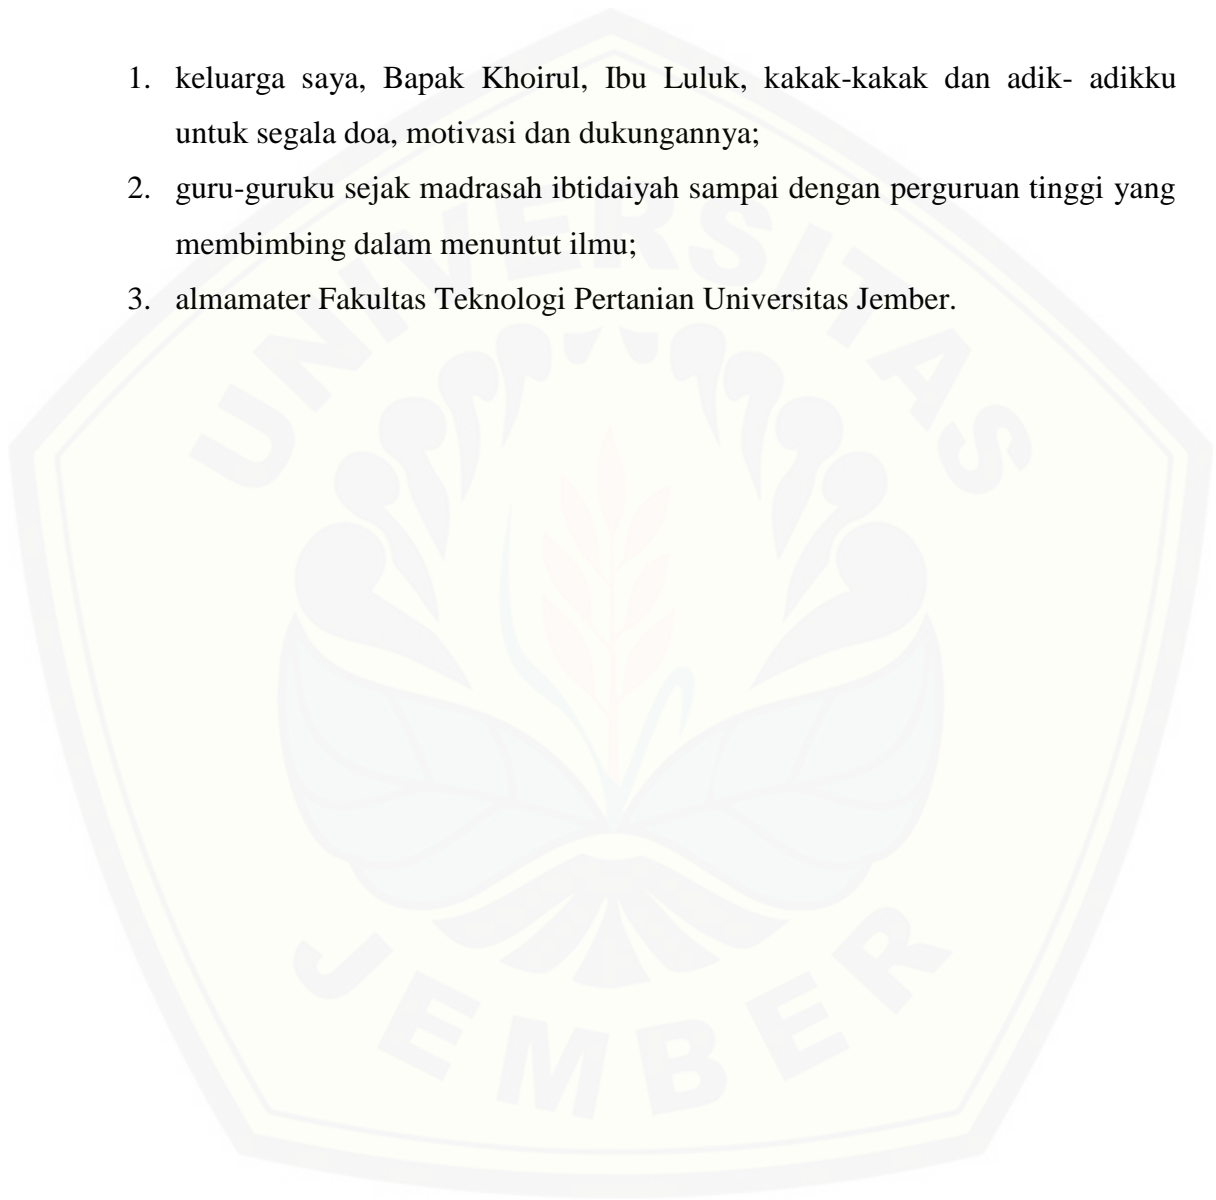 1. keluarga saya, Bapak Khoirul, Ibu Luluk, kakak-kakak dan adik- adikku
untuk segala doa, motivasi dan dukungannya;
2. guru-guruku sejak madrasah ibtidaiyah sampai dengan perguruan tinggi yang
membimbing dalam menuntut ilmu;
3. almamater Fakultas Teknologi Pertanian Universitas Jember.
UNIVERSITAS
JEMBER